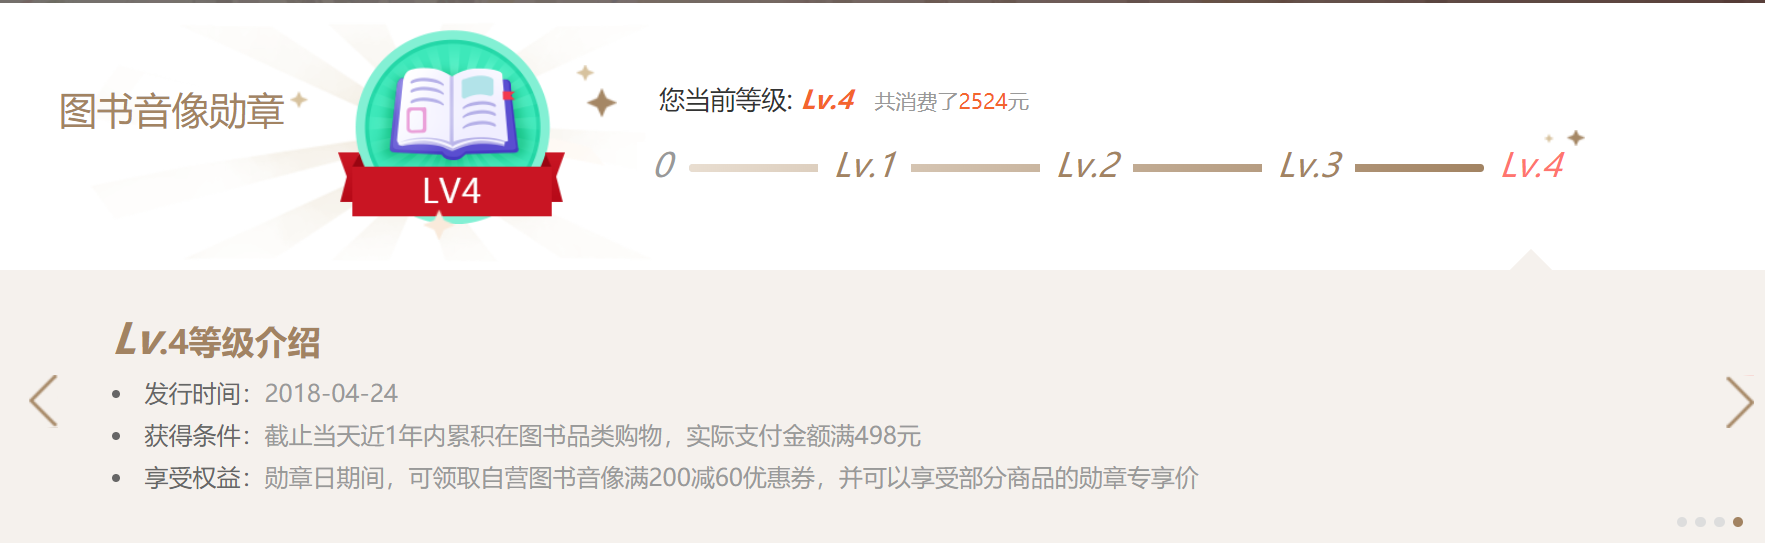 图书音像勋章
LV4
您当前等级: Lv.4 共消费了2524元
0 Lv.1 Lv.2 Lv.3 Lv.4
Lv.4等级介绍
发行时间：2018-04-24
获得条件：截止当天近1年内累积在图书品类购物，实际支付金额满498元
享受权益：勋章日期间，可领取自营图书音像满200减60优惠券，并可以享受部分商品的勋章专享价